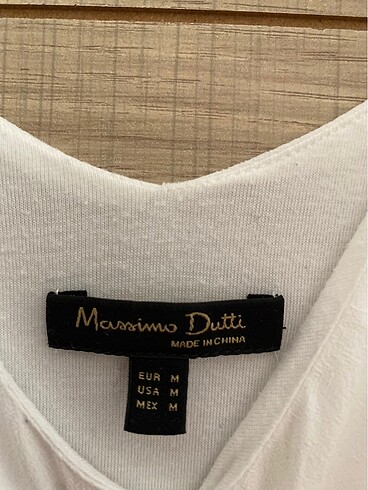 Massimo Dutti
MADE IN CHINA
EUR M
USA M
MEX M